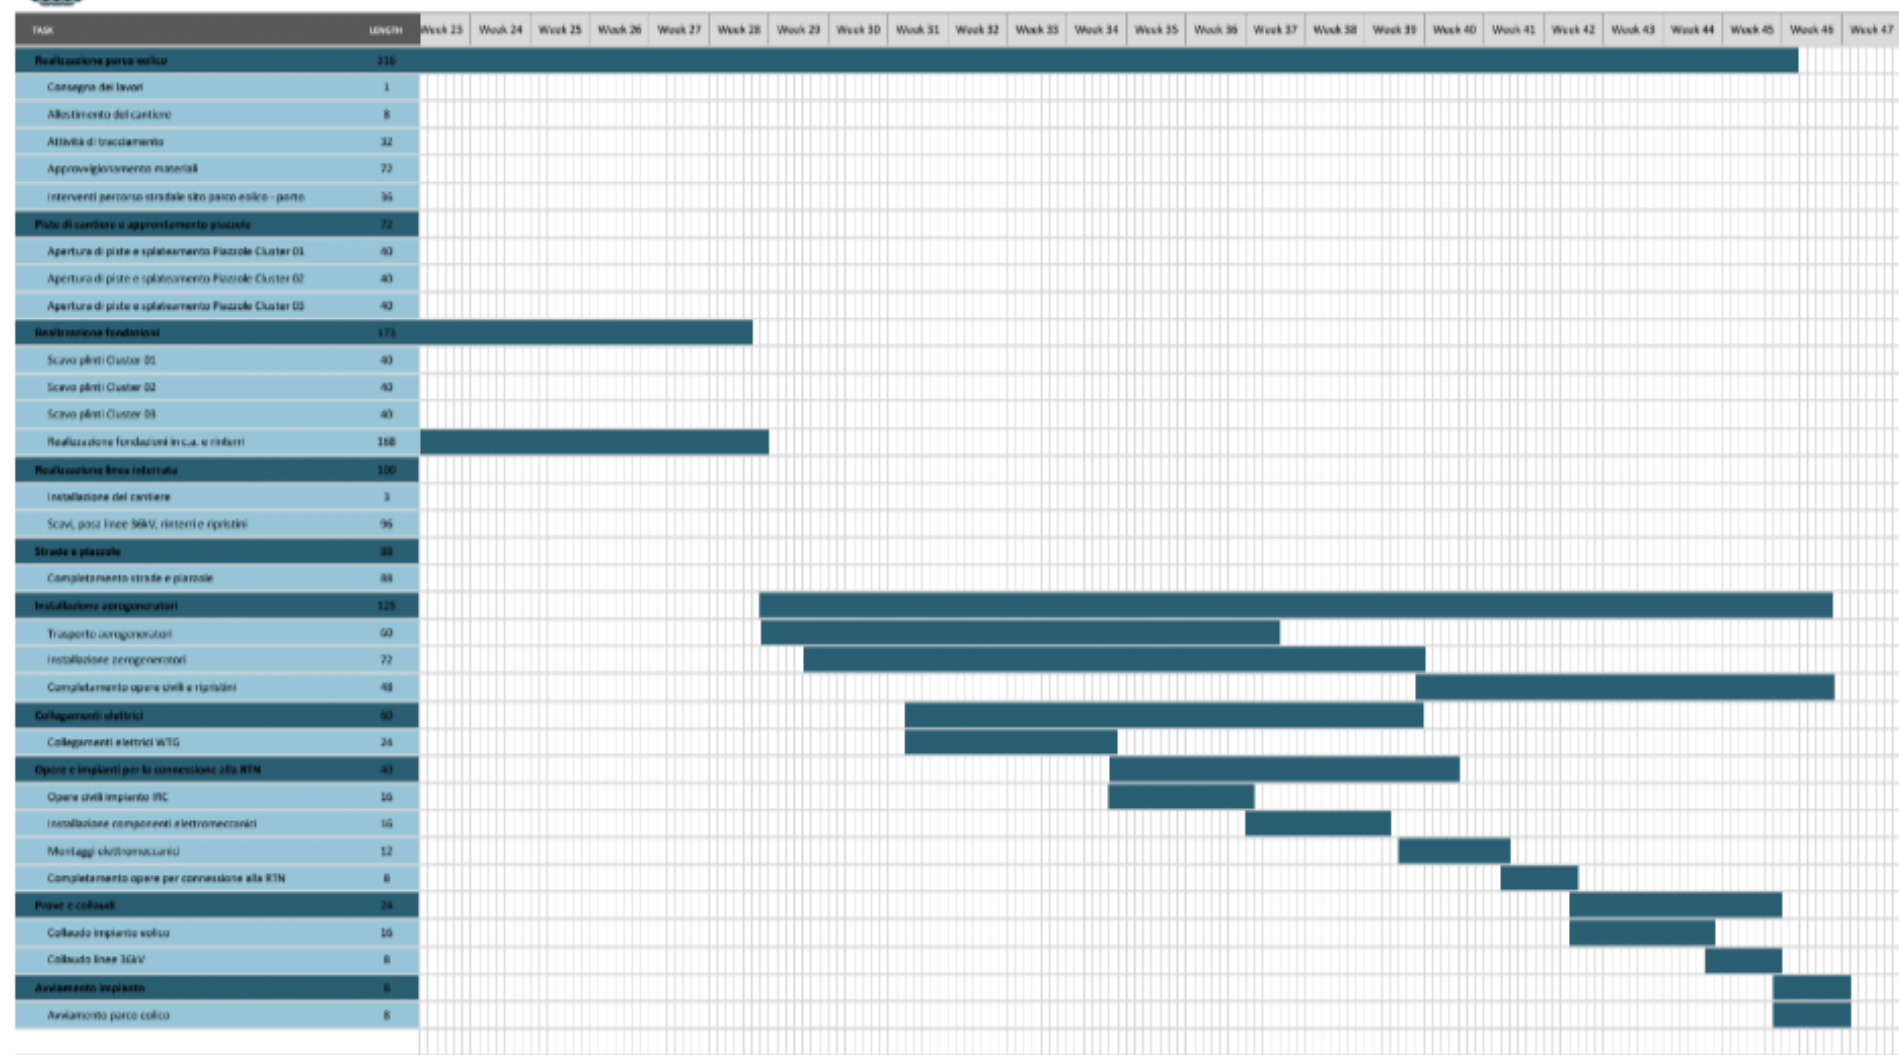 TASK LENGTH Week 23 Week 24 Week 25 Week 26 Week 27 Week 28 Week 29 Week 30 Week 31 Week 32 Week 33 Week 34 Week 35 Week 36 Week 37 Week 38 Week 39 Week 40 Week 41 Week 42 Week 43 Week 44 Week 45 Week 46 Week 47
Realizzazione parco eolico 316
Consegna dei lavori 1
Allestimento del cantiere 8
Attività di tracciamento 32
Approvvigionamento materiali 72
Interventi percorso stradale sito parco eolico - porto 36
Piste di cantiere e approntamento piazzole 72
Apertura di piste e splateamento Piazzole Cluster 01 40
Apertura di piste e splateamento Piazzole Cluster 02 40
Apertura di piste e splateamento Piazzole Cluster 03 40
Realizzazione fondazioni 173
Scavo plinti Cluster 01 40
Scavo plinti Cluster 02 40
Scavo plinti Cluster 03 40
Realizzazione fondazioni in c.a. e rinterri 168
Realizzazione linea interrata 100
Installazione del cantiere 3
Scavi, posa linee 36kV, rinterri e ripristini 96
Strade e piazzole 88
Completamento strade e piazzole 88
Installazione aerogeneratori 125
Trasporto aerogeneratori 60
Installazione aerogeneratori 72
Completamento opere civili e ripristini 48
Collegamenti elettrici 60
Collegamenti elettrici WTG 24
Opere e impianti per la connessione alla RTN 40
Opere civili impianto 16
Installazione componenti elettromeccanici 16
Montaggi elettromeccanici 12
Completamento opere per connessione alla RTN 8
Prove e collaudi 24
Collaudo impianto eolico 16
Collaudo linee 36kV 8
Avviamento impianto 8
Avviamento parco eolico 8